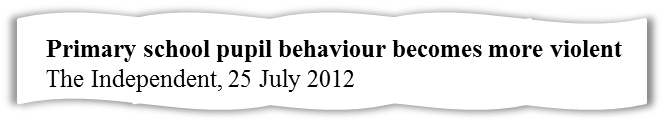 Primary school pupil behaviour becomes more violent
The Independent, 25 July 2012